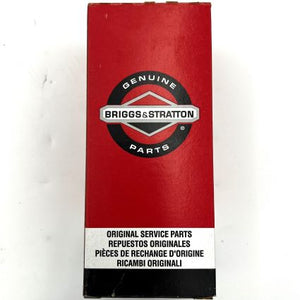 GENUINE
BRIGGS&STRATTON
®
PARTS
ORIGINAL SERVICE PARTS
REPUESTOS ORIGINALES
PIÈCES DE RECHANGE D'ORIGINE
RICAMBI ORIGINALI